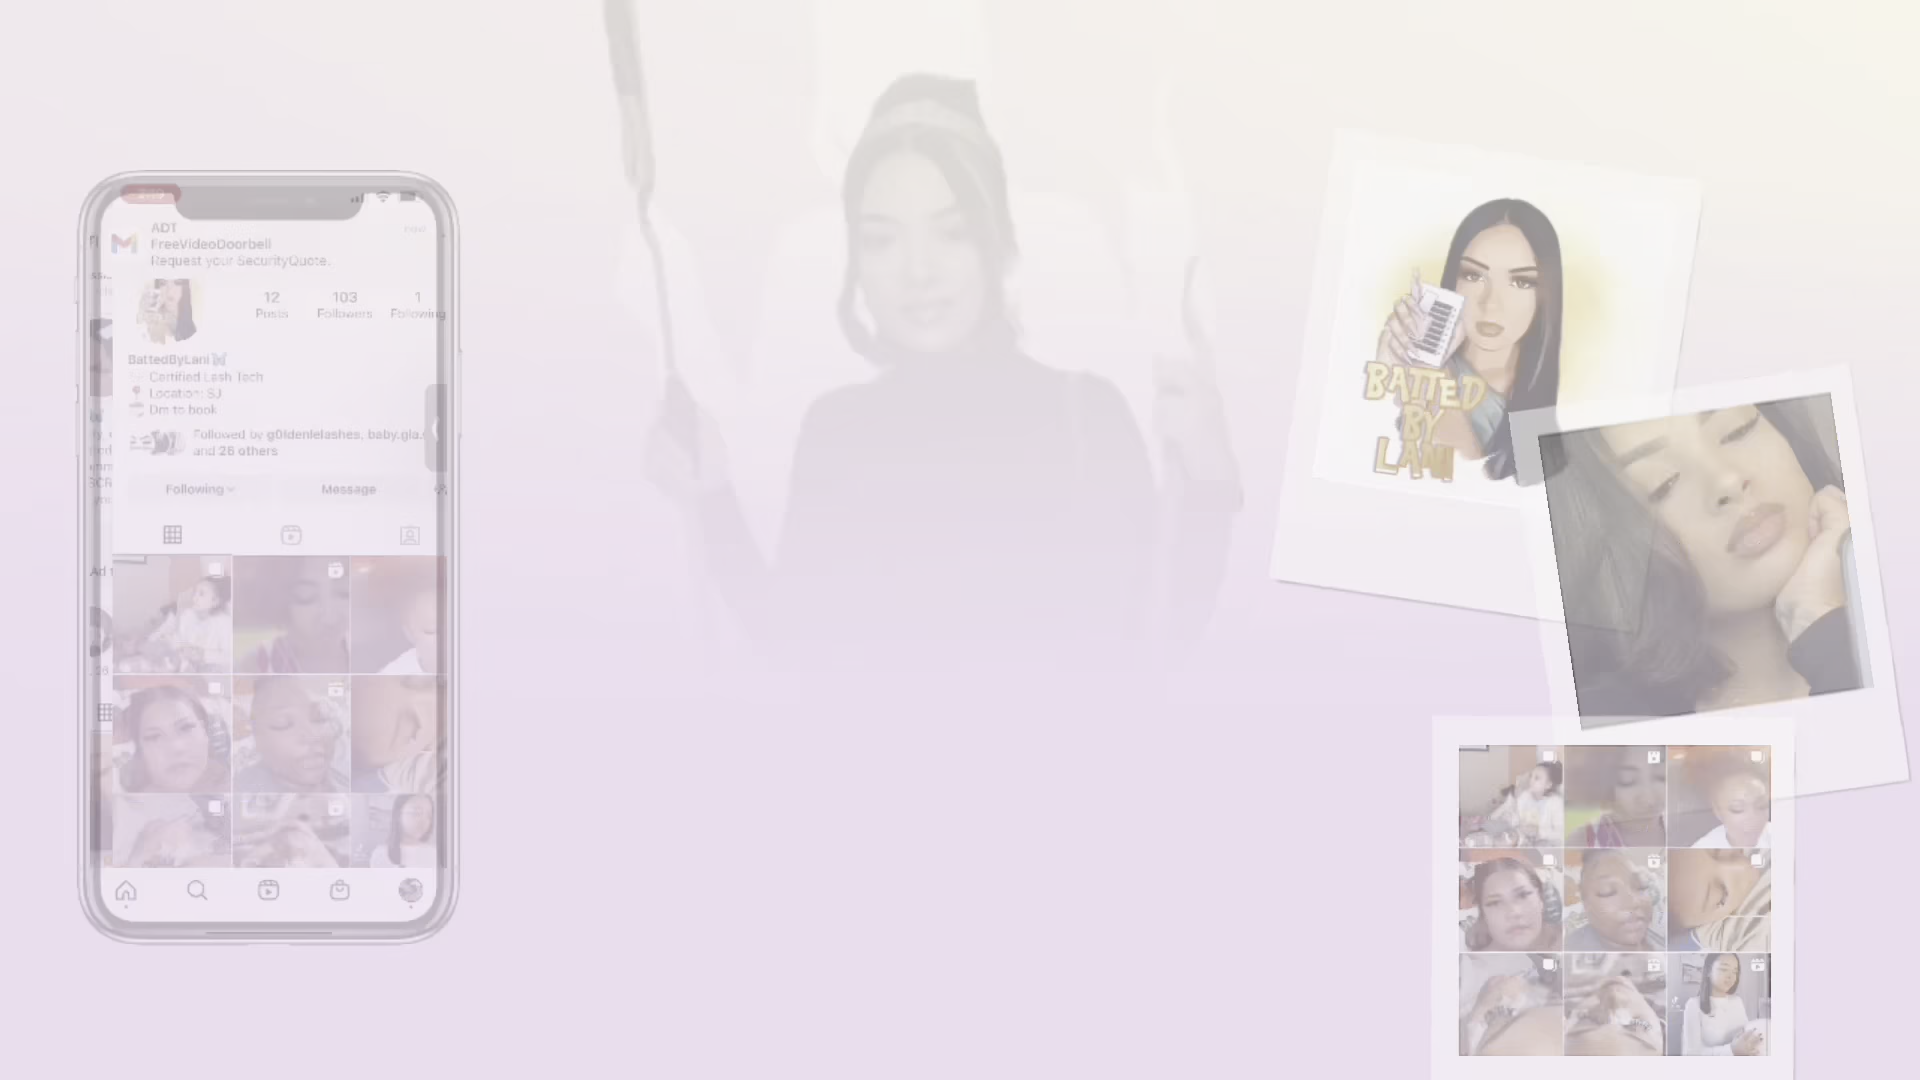 ADT
FreeVideoDoorbell
Request your SecurityQuote.
12
103
1
Posts
Followers
Following
BattedByLani
Certified Lash Tech
Location: SJ
Dm to book
Followed by g0ldenlelashes, baby.gia.
and 26 others
Following
Message
BATTED
BY
LANI